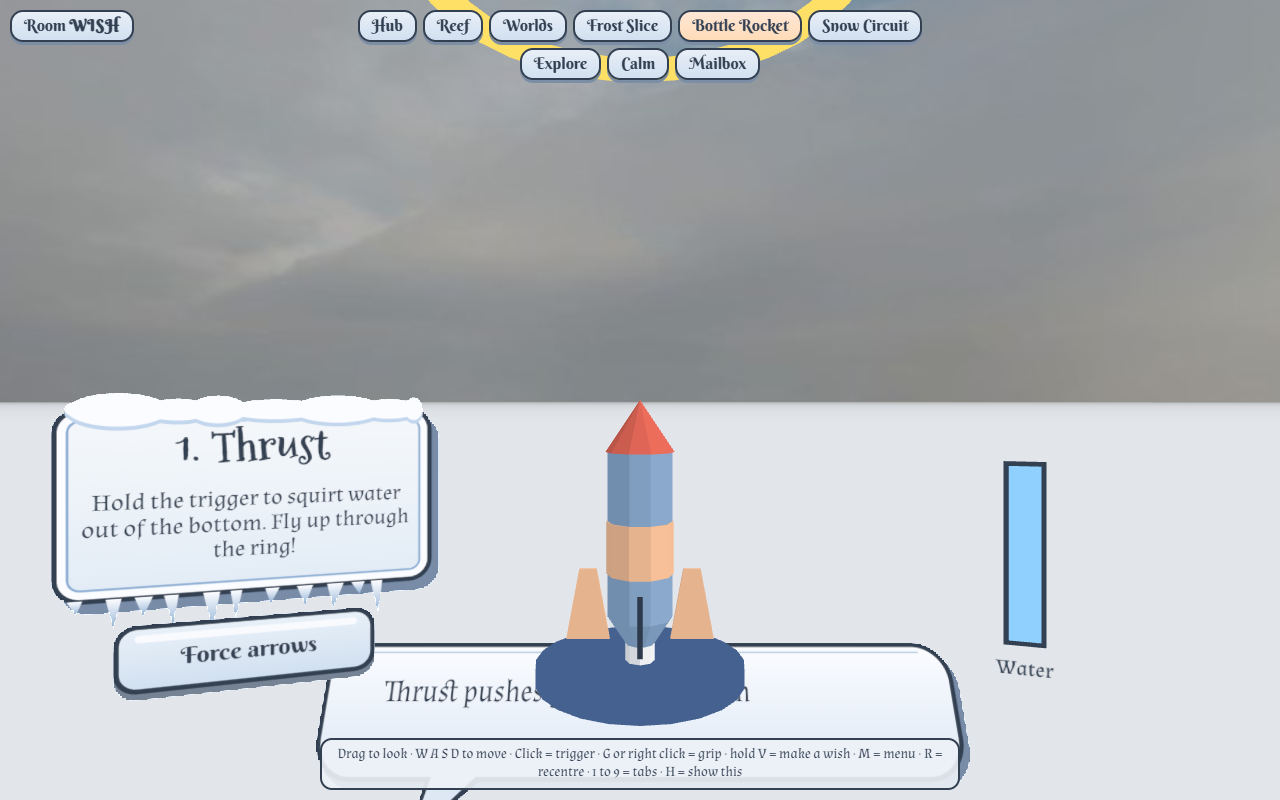 Room WISH
Hub
Reef
Worlds
Frost Slice
Bottle Rocket
Snow Circuit
Explore
Calm
Mailbox
1. Thrust
Hold the trigger to squirt water
out of the bottom. Fly up through
the ring!
Force arrows
Water
Thrust pushes
Drag to look · W A S D to move · Click = trigger · G or right click = grip · hold V = make a wish · M = menu · R =
recentre · 1 to 9 = tabs · H = show this